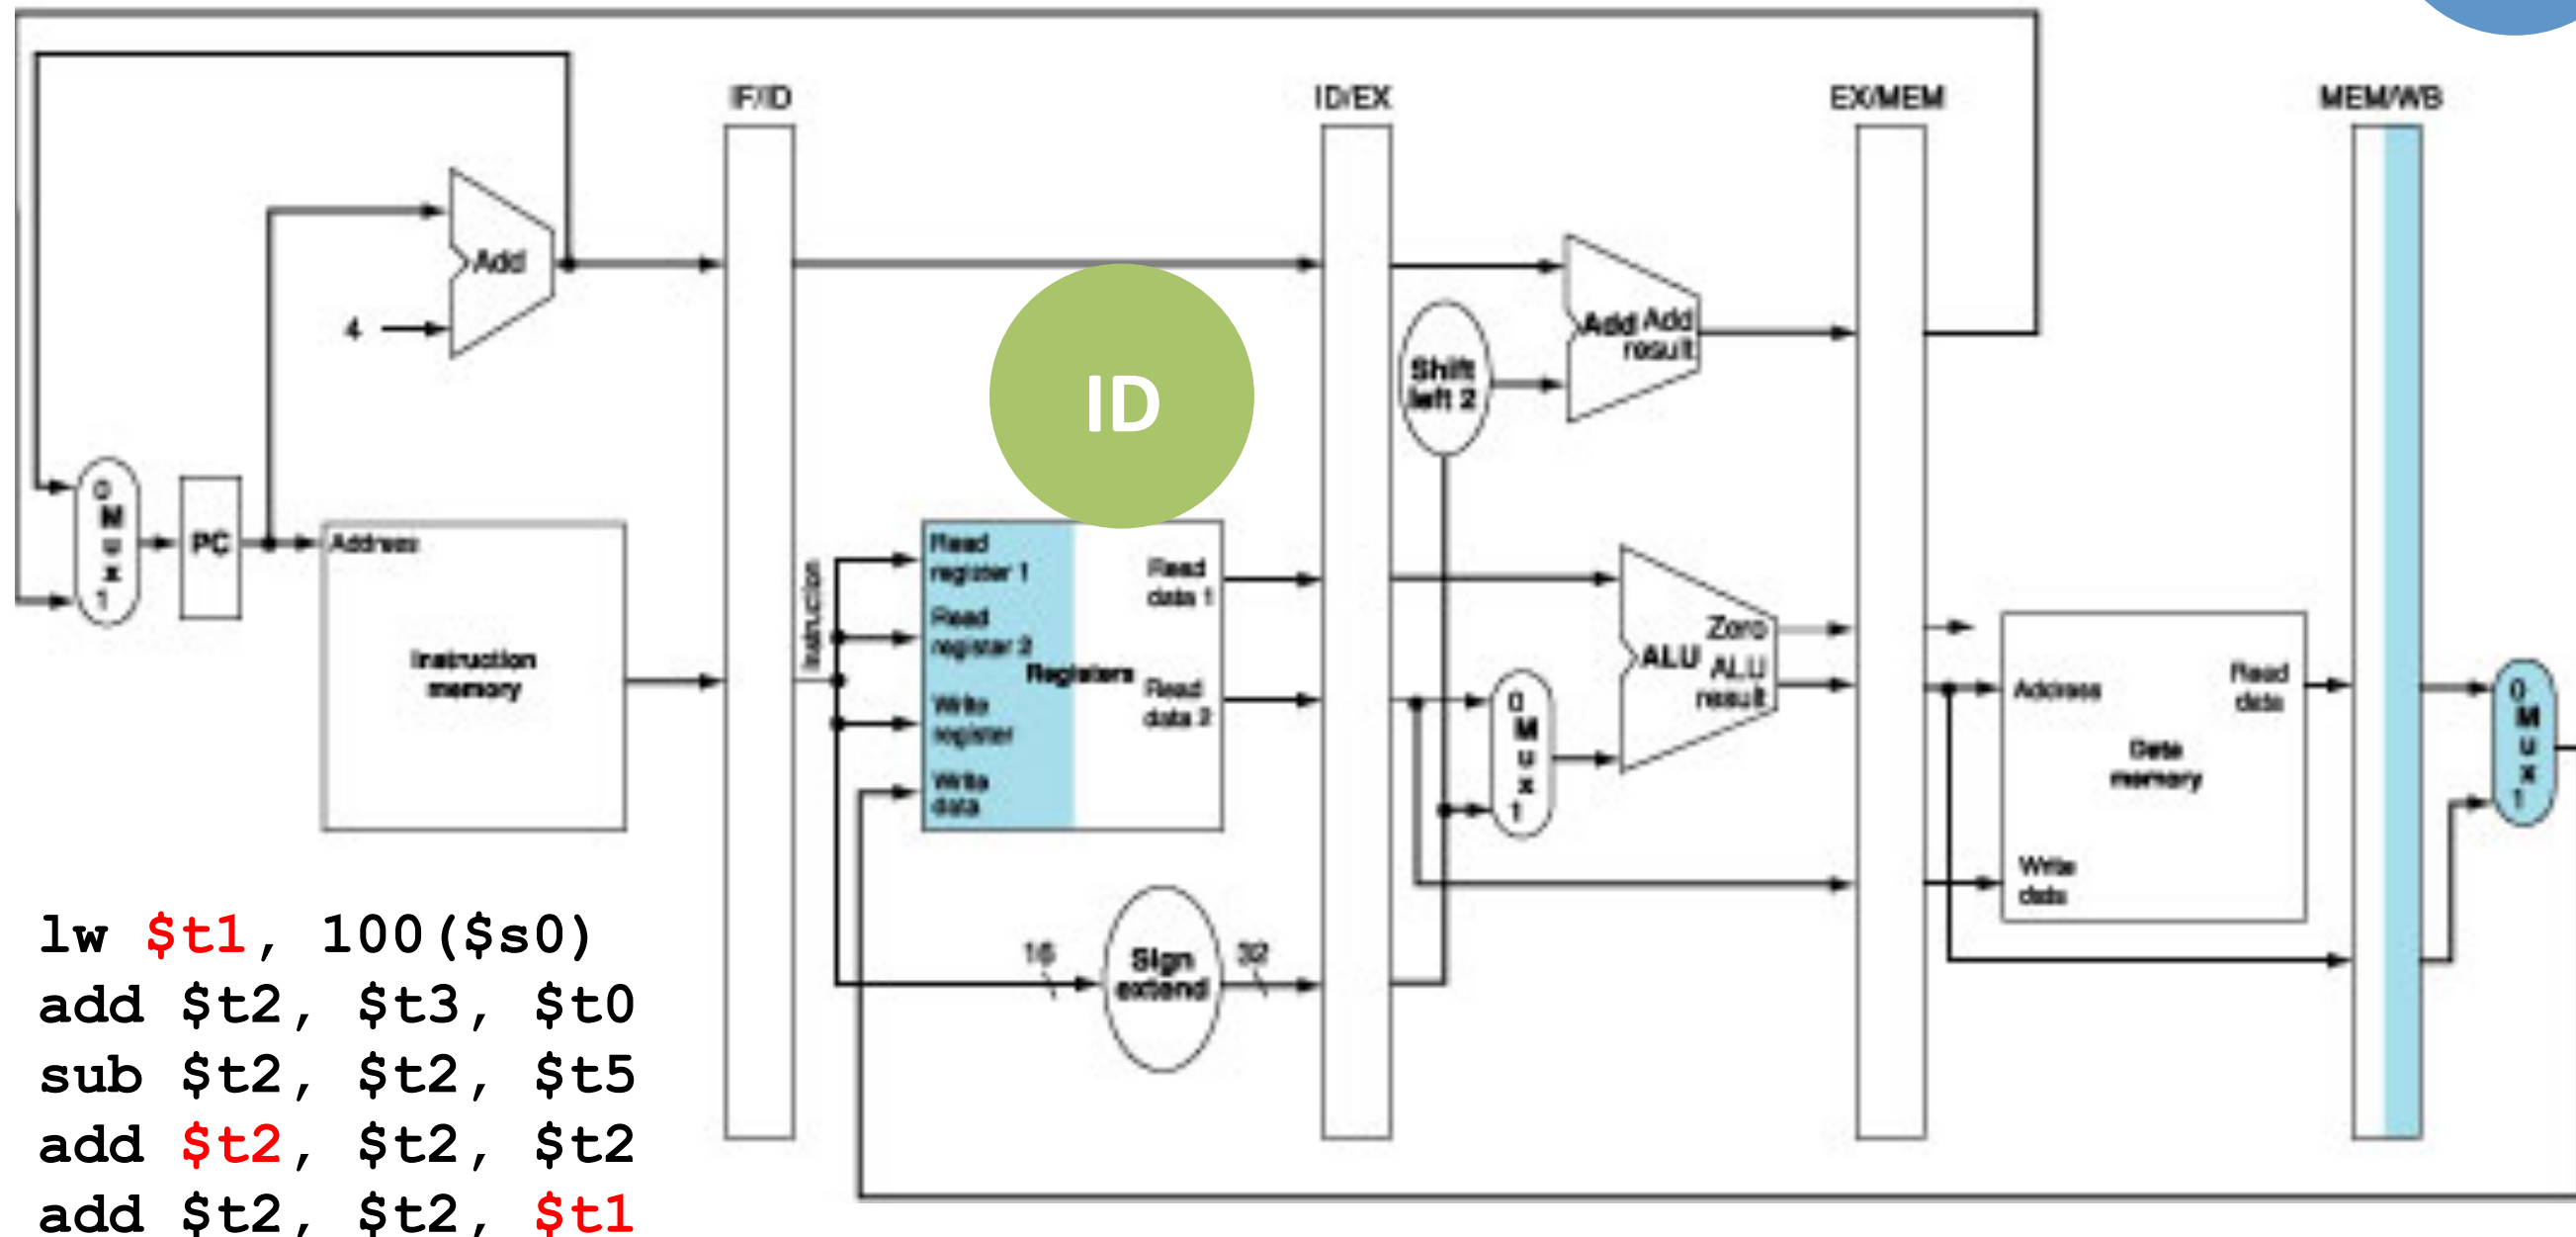 IF/ID
ID/EX
EX/MEM
MEM/WB
Add
4
ID
Shift
left 2
Add Add
result
0
M
u
x
1
PC
Address
Instruction
memory
Instruction
Read
register 1
Read
register 2
Write
register
Write
data
Registers
Read
data 1
Read
data 2
16
Sign
extend
32
0
M
u
x
1
Zero
ALU
ALU
result
Address
Read
data
Data
memory
Write
data
0
M
u
x
1
lw $t1, 100($s0)
add $t2, $t3, $t0
sub $t2, $t2, $t5
add $t2, $t2, $t2
add $t2, $t2, $t1